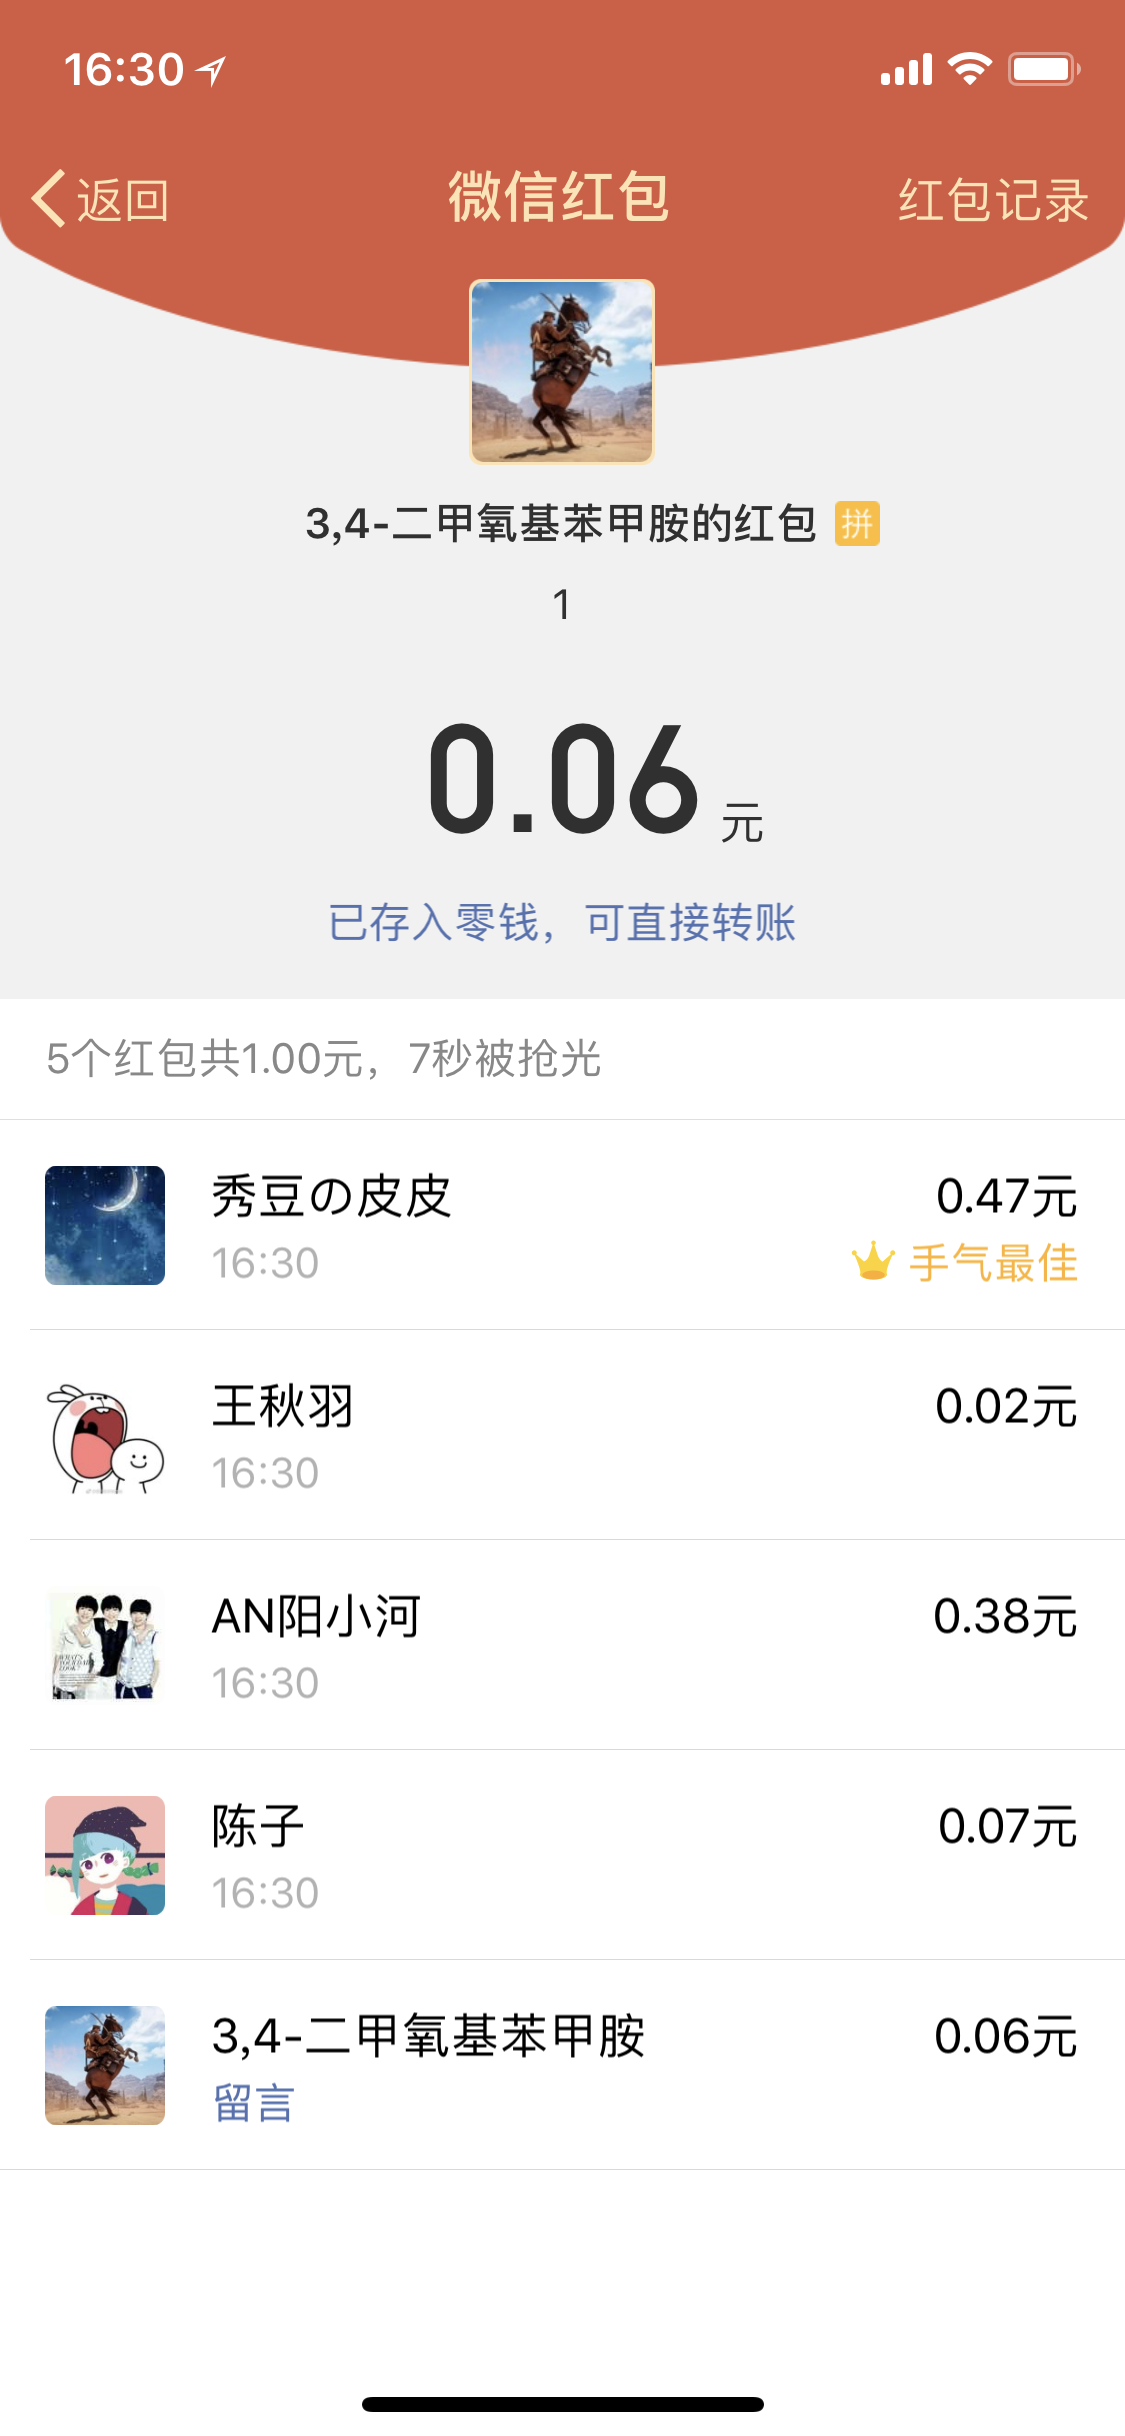 16:30
返回
微信红包
红包记录
3,4-二甲氧基苯甲胺的红包 拼
1
0.06 元
已存入零钱，可直接转账
5个红包共1.00元，7秒被抢光
秀豆の皮皮
0.47元
16:30
手气最佳
王秋羽
0.02元
16:30
AN阳小河
0.38元
16:30
WHAT'S
YOUR DAY
LOOK?
陈子
0.07元
16:30
3,4-二甲氧基苯甲胺
0.06元
留言